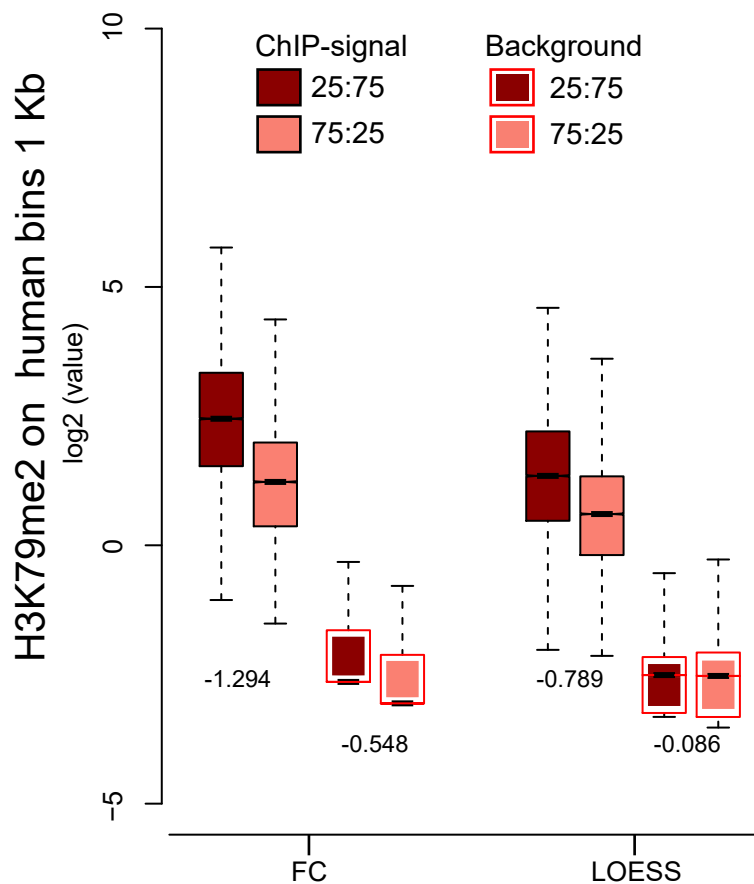 H3K79me2 on human bins 1 Kb
log2 (value)
10
5
0
−5
ChIP-signal
25:75
75:25
Background
25:75
75:25
-1.294
-0.548
-0.789
-0.086
FC
LOESS